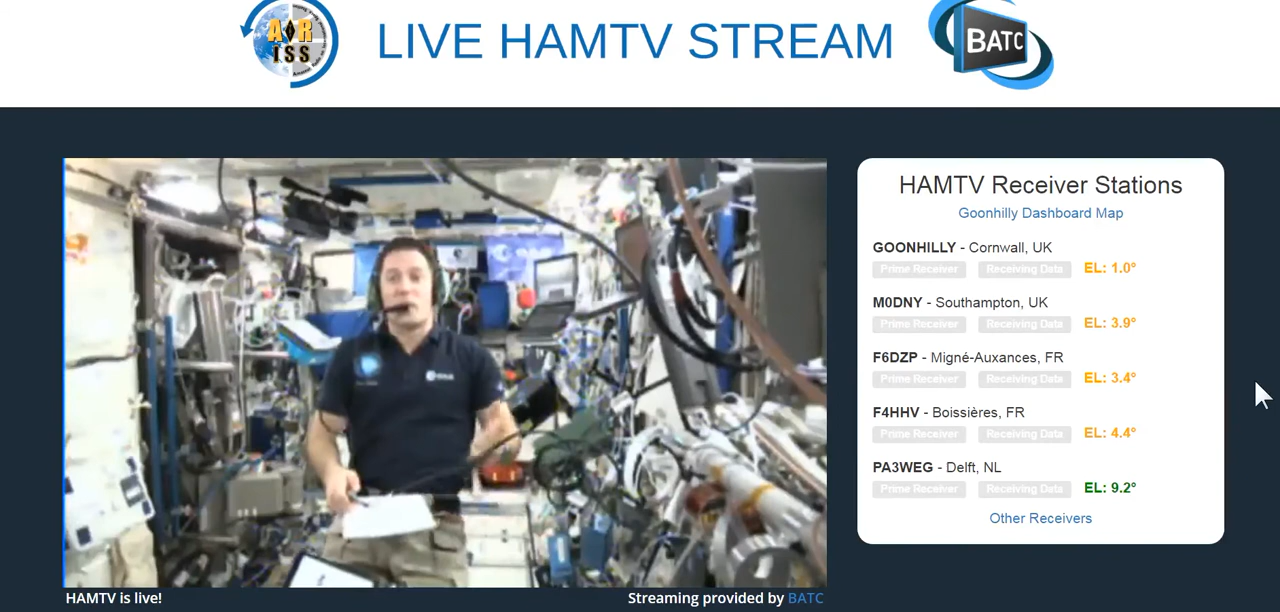 ARISS
LIVE HAMTV STREAM
BATC
HAMTV Receiver Stations
Goonhilly Dashboard Map
GOONHILLY - Cornwall, UK
Prime Receiver Receiving Data EL: 1.0°
M0DNY - Southampton, UK
Prime Receiver Receiving Data EL: 3.9°
F6DZP - Migné-Auxances, FR
Prime Receiver Receiving Data EL: 3.4°
F4HHV - Boissières, FR
Prime Receiver Receiving Data EL: 4.4°
PA3WEG - Delft, NL
Prime Receiver Receiving Data EL: 9.2°
Other Receivers
esa
esa
HAMTV is live!
Streaming provided by BATC